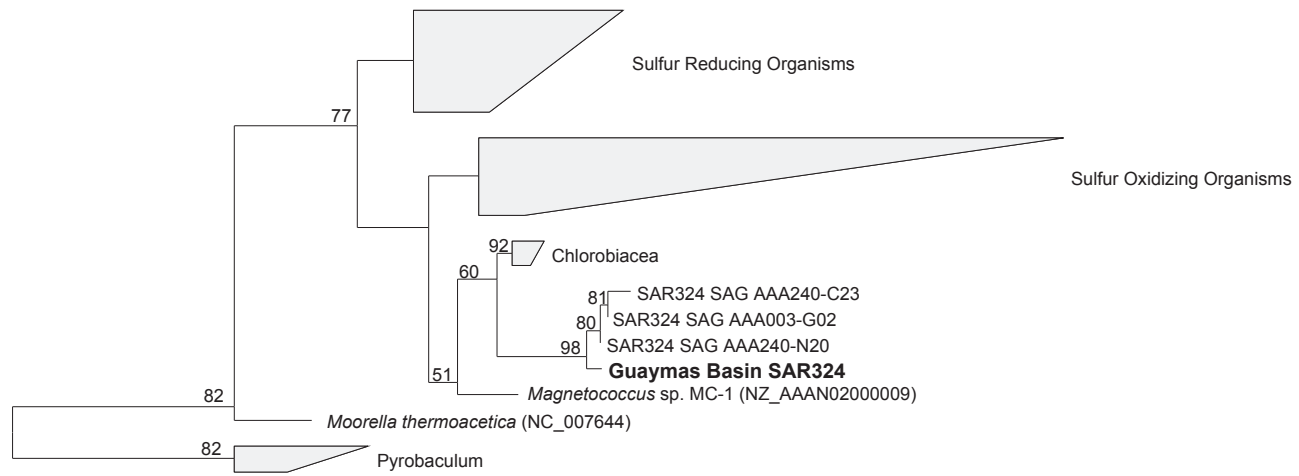 Sulfur Reducing Organisms
77
Sulfur Oxidizing Organisms
92
Chlorobiacea
60
SAR324 SAG AAA240-C23
81
SAR324 SAG AAA003-G02
80
SAR324 SAG AAA240-N20
98
Guaymas Basin SAR324
51
Magnetococcus sp. MC-1 (NZ_AAAN02000009)
82
Moorella thermoacetica (NC_007644)
82
Pyrobaculum